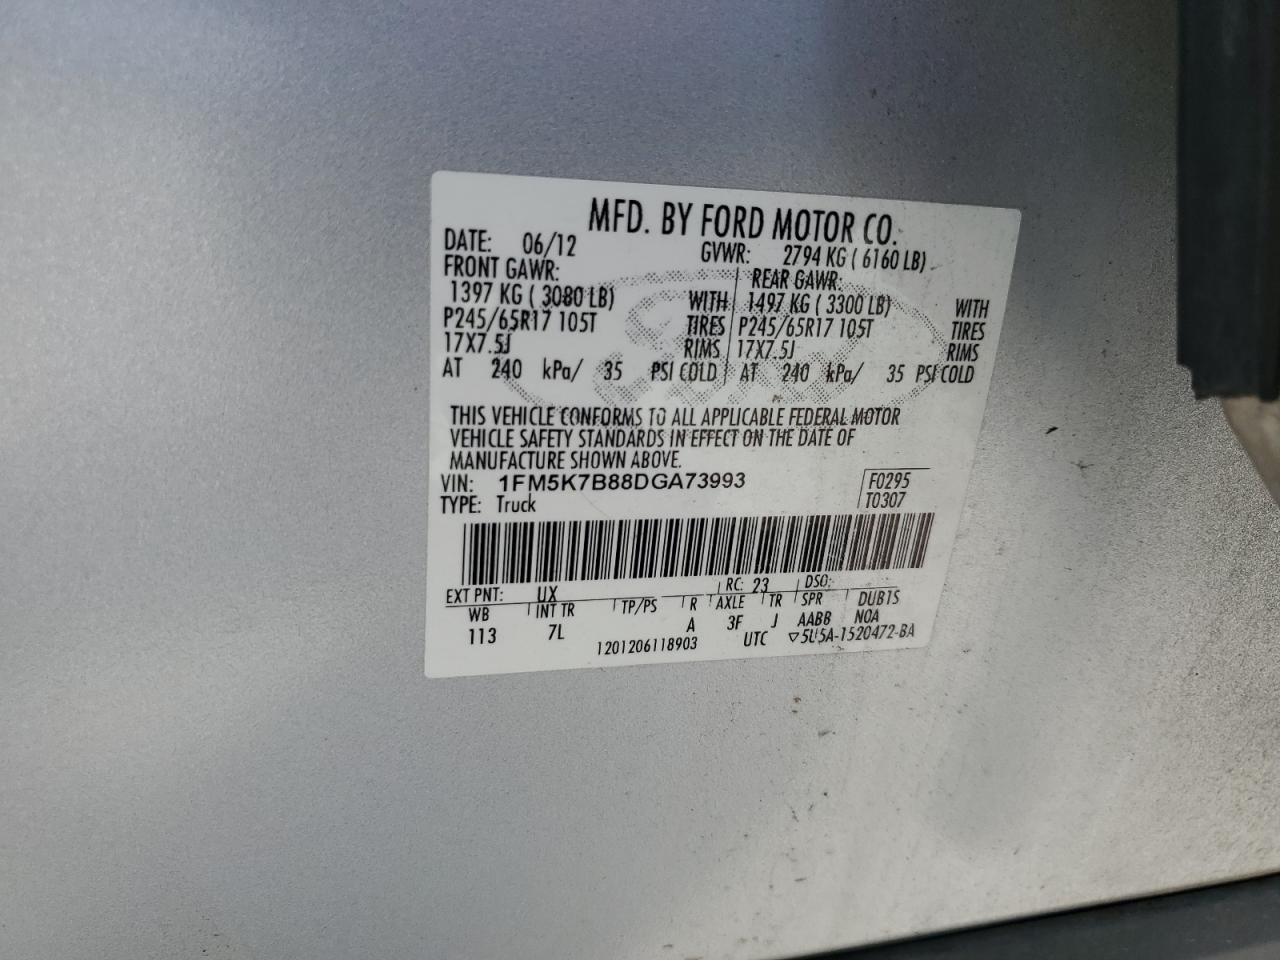 MFD. BY FORD MOTOR CO.
DATE: 06/12 GVWR: 2794 KG ( 6160 LB)
FRONT GAWR: REAR GAWR:
1397 KG ( 3080 LB) WITH 1497 KG ( 3300 LB) WITH
P245/65R17 105T TIRES P245/65R17 105T TIRES
17X7.5J RIMS 17X7.5J RIMS
AT 240 kPa/ 35 PSI COLD AT 240 kPa/ 35 PSI COLD
THIS VEHICLE CONFORMS TO ALL APPLICABLE FEDERAL MOTOR
VEHICLE SAFETY STANDARDS IN EFFECT ON THE DATE OF
MANUFACTURE SHOWN ABOVE.
VIN: 1FM5K7B88DGA73993 F0295
TYPE: Truck T0307
EXT PNT: UX RC: 23 DSO:
WB INT TR TP/PS R AXLE TR SPR DUB1S
113 7L A 3F J AABB NOA
1201206118903 UTC ▽5U5A-1520472-BA